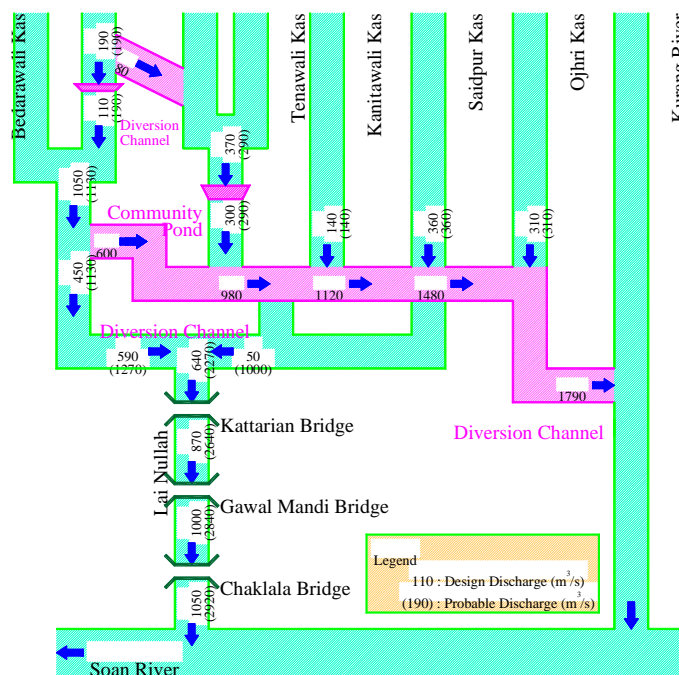 Bedarawali Kas
190
(190)
80
110
(190)
Diversion
Channel
370
(290)
Tenawali Kas
Kanitawali Kas
Saidpur Kas
Ojhri Kas
Kurang River
1050
(1130)
Community
Pond
300
(290)
140
(140)
360
(360)
310
(310)
600
450
(1130)
980
1120
1480
Diversion Channel
590
(1270)
640
(2270)
50
(1000)
1790
Kattarian Bridge
Diversion Channel
870
(2640)
Lai Nullah
Gawal Mandi Bridge
1000
(2840)
Legend
110 : Design Discharge (m³/s)
(190) : Probable Discharge (m³/s)
Chaklala Bridge
1050
(2920)
Soan River